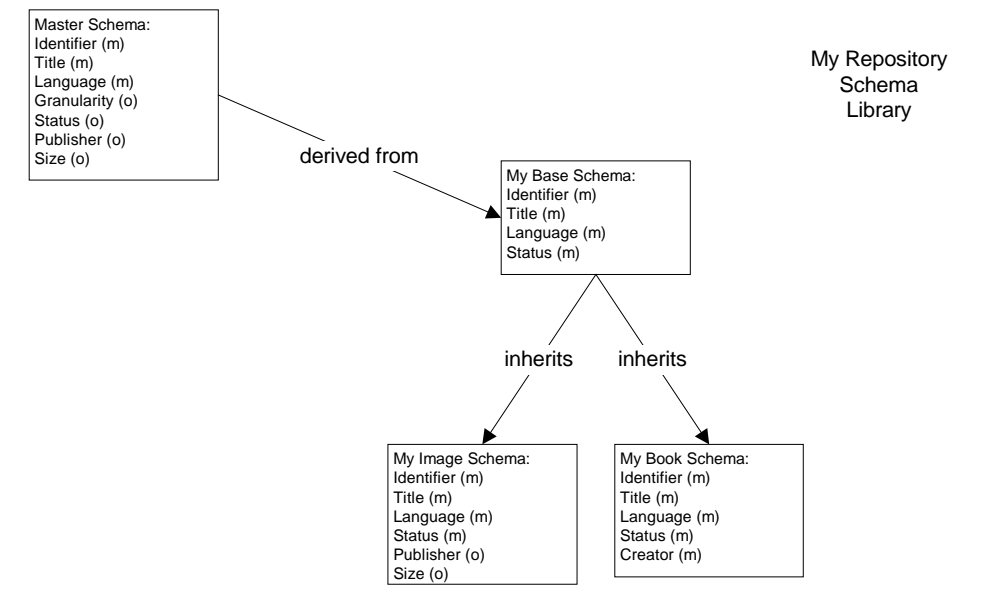 Master Schema:
Identifier (m)
Title (m)
Language (m)
Granularity (o)
Status (o)
Publisher (o)
Size (o)
My Repository
Schema
Library
derived from
My Base Schema:
Identifier (m)
Title (m)
Language (m)
Status (m)
inherits
inherits
My Image Schema:
Identifier (m)
Title (m)
Language (m)
Status (m)
Publisher (o)
Size (o)
My Book Schema:
Identifier (m)
Title (m)
Language (m)
Status (m)
Creator (m)